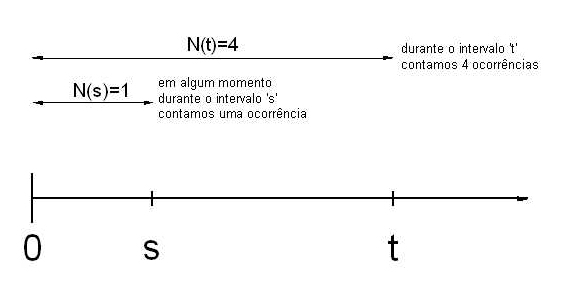 N(t)=4
durante o intervalo 't'
contamos 4 ocorrências
N(s)=1
em algum momento
durante o intervalo 's'
contamos uma ocorrência
0
s
t